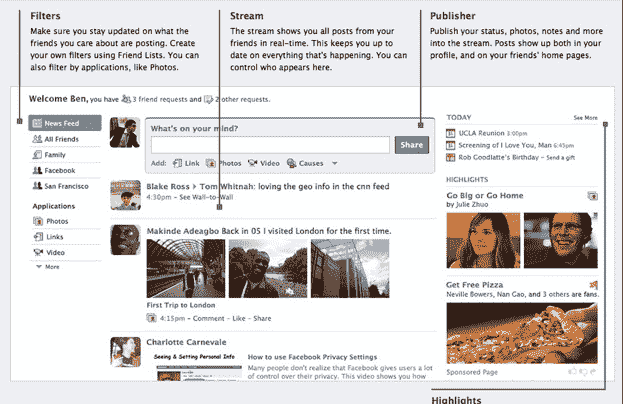 Filters
Make sure you stay updated on what the
friends you care about are posting. Create
your own filters using Friend Lists. You can
also filter by applications, like Photos.
Stream
The stream shows you all posts from your
friends in real-time. This keeps you up to
date on everything that's happening. You can
control who appears here.
Publisher
Publish your status, photos, notes and more
into the stream. Posts show up both in your
profile, and on your friends' home pages.
Welcome Ben, you have 3 friend requests and 2 other requests.
News Feed
All Friends
Family
Facebook
San Francisco
Applications
Photos
Links
Video
More
What's on your mind?
Share
Add: Link Photos Video Causes
Blake Ross ▸ Tom Whitnah: loving the geo info in the cnn feed
4:30pm - See Wall-to-Wall
Makinde Adeagbo Back in 05 I visited London for the first time.
First Trip to London
4:15pm - Comment - Like - Share
Charlotte Carnevale
Seeing & Setting Personal Info
How to use Facebook Privacy Settings
Many people don't realize that Facebook gives users a lot
of control over their privacy. This video shows you how
TODAY See More
UCLA Reunion 3:00pm
Screening of I Love You, Man 6:45pm
Rob Goodlatte's Birthday - Send a gift
HIGHLIGHTS
Go Big or Go Home
by Julie Zhuo
Get Free Pizza
Neville Bowers, Nan Gao, and 3 others are fans.
Sponsored Page
Highlights